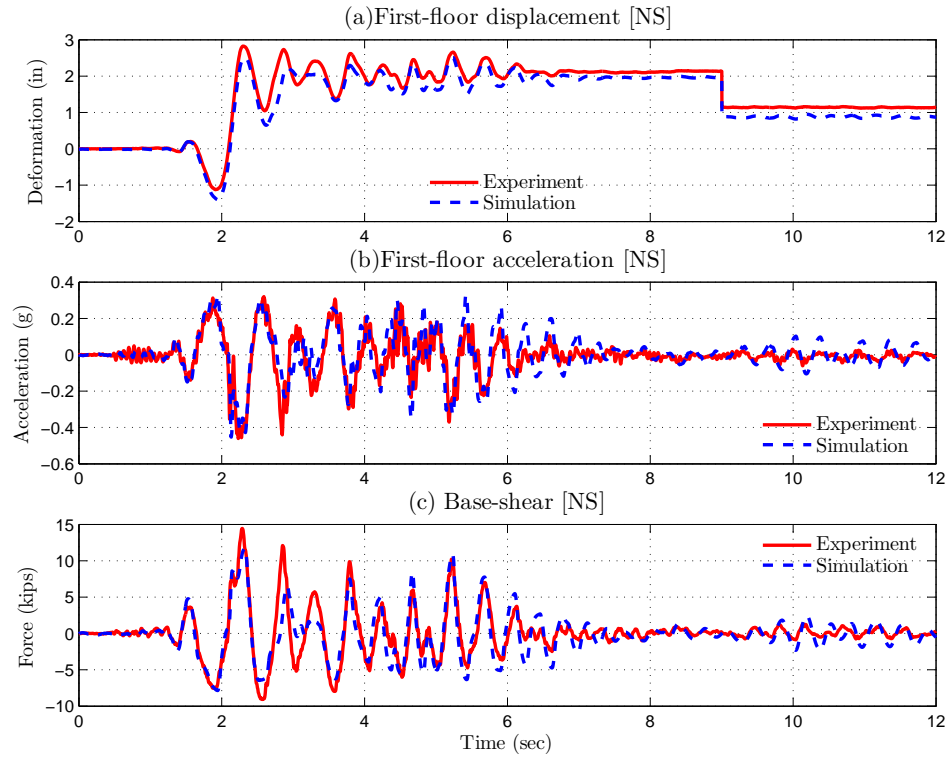 (a)First-floor displacement [NS]
3
2
1
0
−1
−2
Deformation (in)
Experiment
Simulation
0 2 4 6 8 10 12
(b)First-floor acceleration [NS]
0.4
0.2
0
−0.2
−0.4
−0.6
Acceleration (g)
Experiment
Simulation
0 2 4 6 8 10 12
(c) Base-shear [NS]
15
10
5
0
−5
−10
Force (kips)
Experiment
Simulation
0 2 4 6 8 10 12
Time (sec)